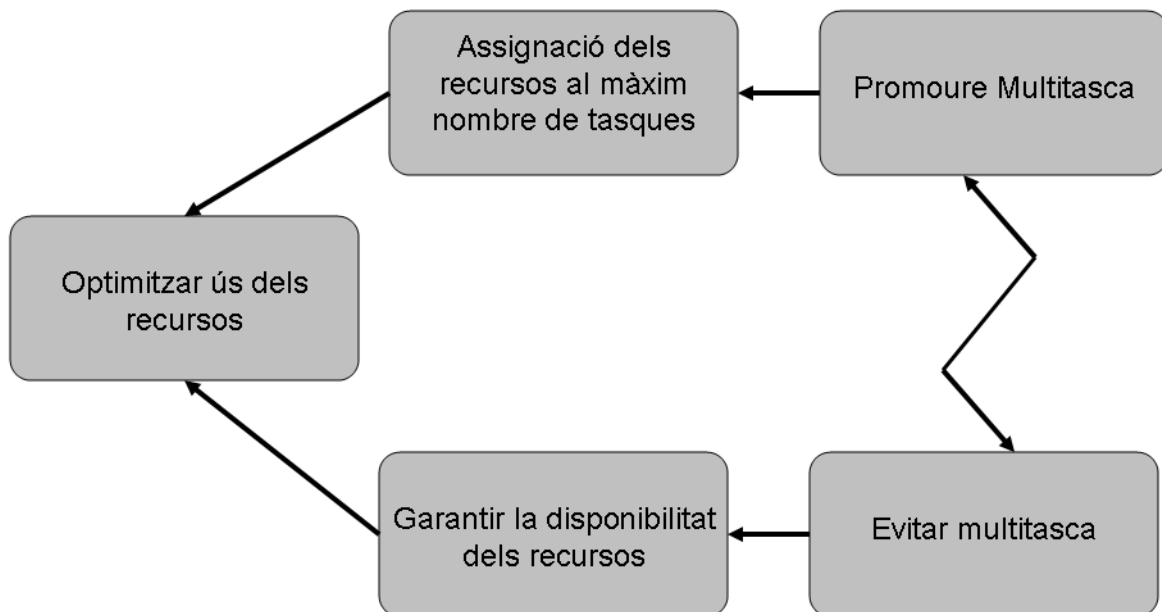 Assignació dels
recursos al màxim
nombre de tasques
Promoure Multitasca
Optimitzar ús dels
recursos
Garantir la disponibilitat
dels recursos
Evitar multitasca